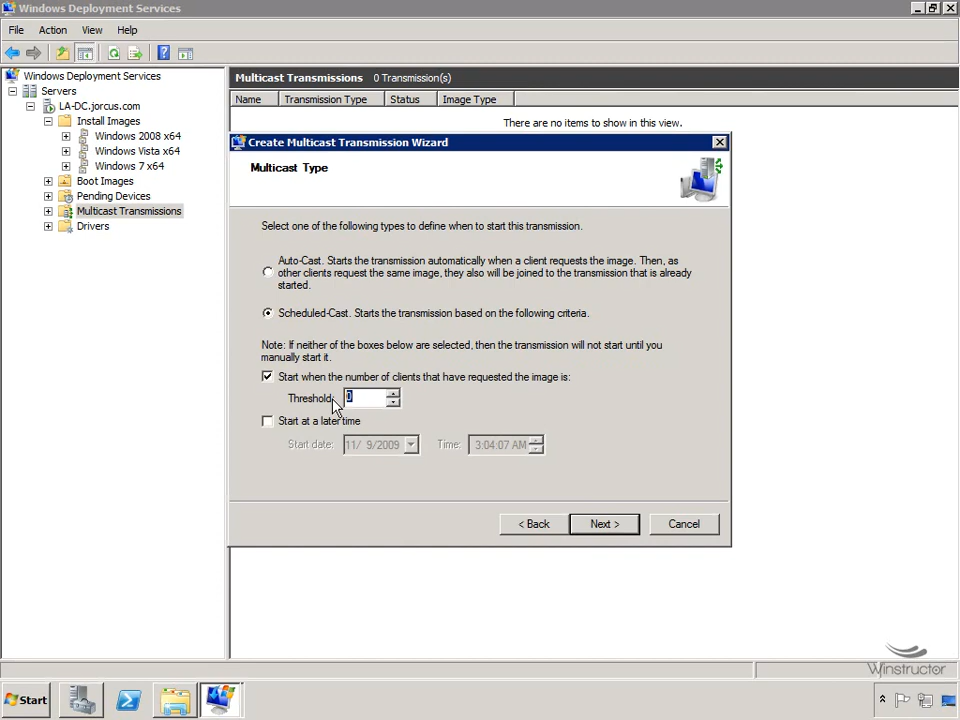 Windows Deployment Services
File Action View Help
Windows Deployment Services
Servers
LA-DC.jorcus.com
Install Images
Windows 2008 x64
Windows Vista x64
Windows 7 x64
Boot Images
Pending Devices
Multicast Transmissions
Drivers
Multicast Transmissions 0 Transmission(s)
Name Transmission Type Status Image Type
There are no items to show in this view.
Create Multicast Transmission Wizard
Multicast Type
Select one of the following types to define when to start this transmission.
Auto-Cast. Starts the transmission automatically when a client requests the image. Then, as
other clients request the same image, they also will be joined to the transmission that is already
started.
Scheduled-Cast. Starts the transmission based on the following criteria.
Note: If neither of the boxes below are selected, then the transmission will not start until you
manually start it.
Start when the number of clients that have requested the image is:
Threshold: 0
Start at a later time
Start date: 11/ 9/2009 Time: 3:04:07 AM
< Back Next > Cancel
Winstructor
Start